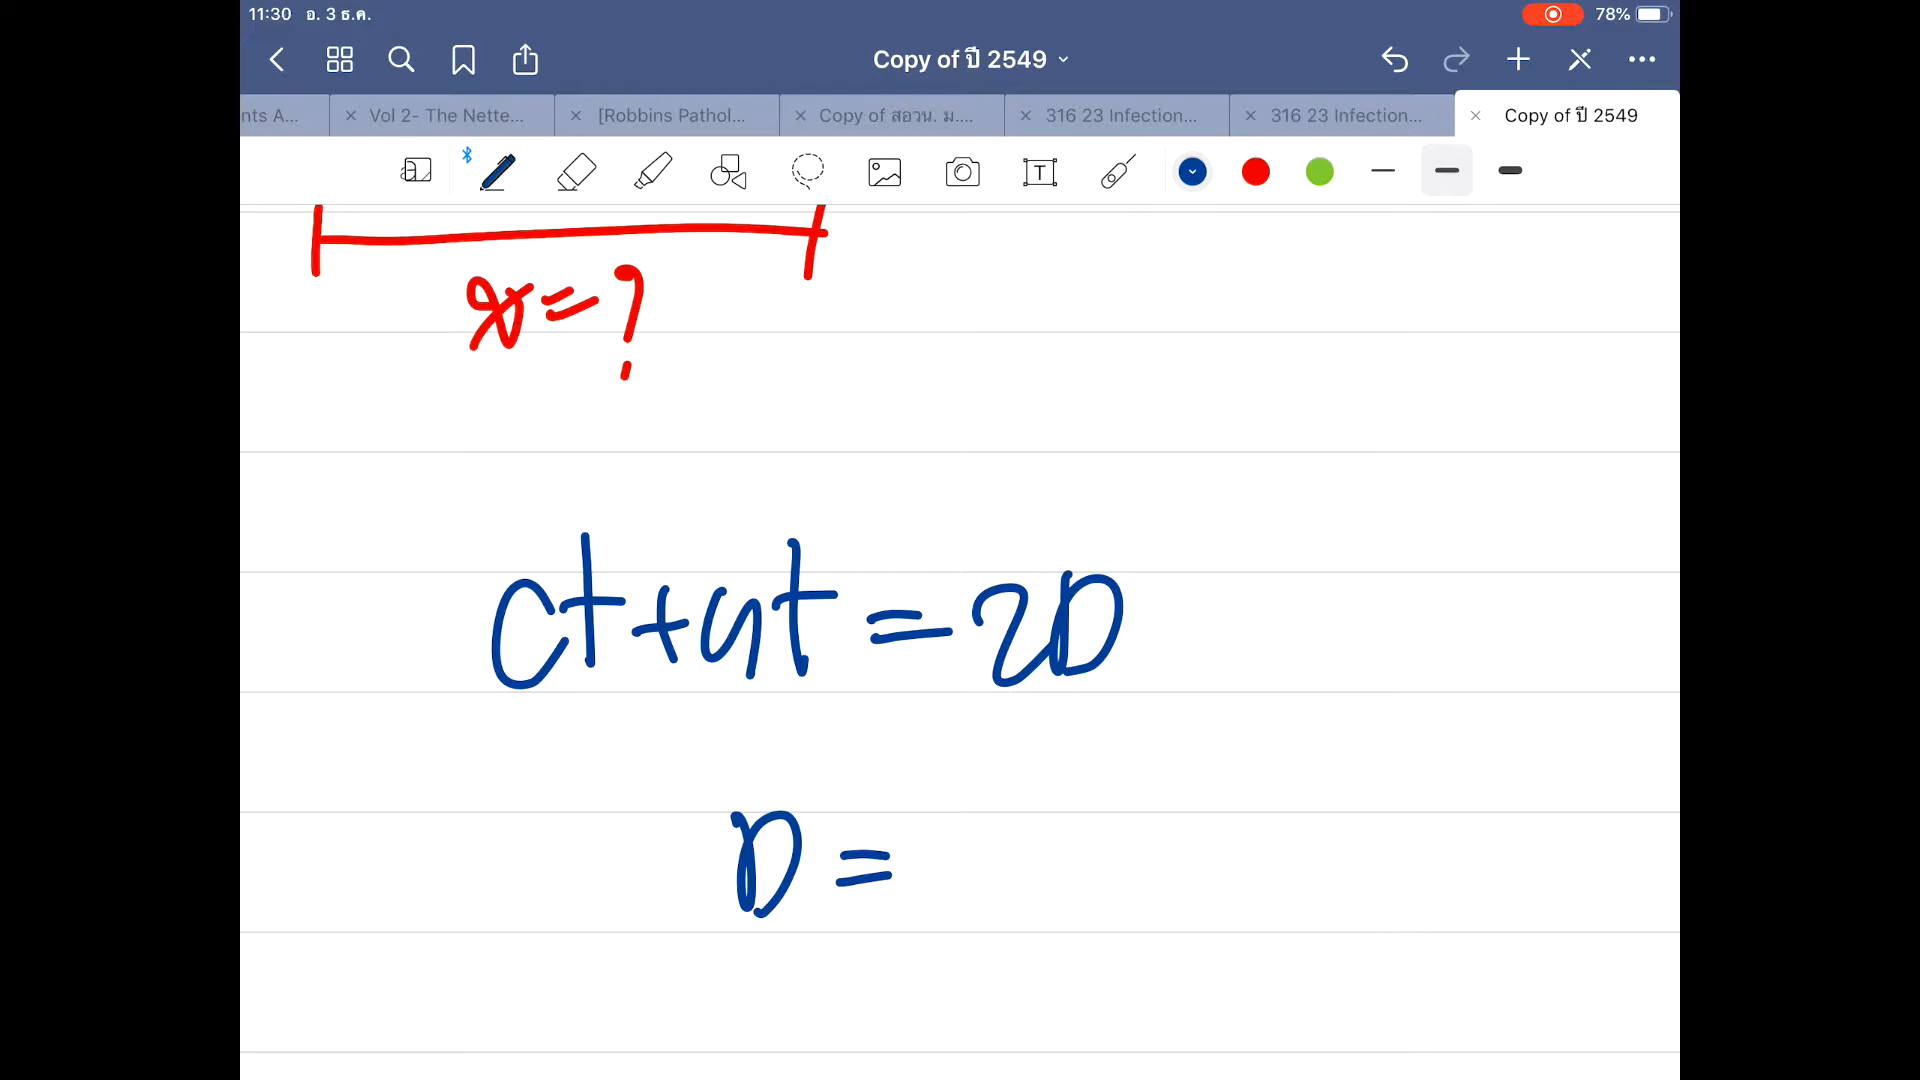 11:30 อ. 3 ธ.ค. 78%
Copy of ปี 2549
nts A... Vol 2- The Nette... [Robbins Pathol... Copy of สอวน. ม.... 316 23 Infection... 316 23 Infection... Copy of ปี 2549
x=?
ct+ut=2D
D=